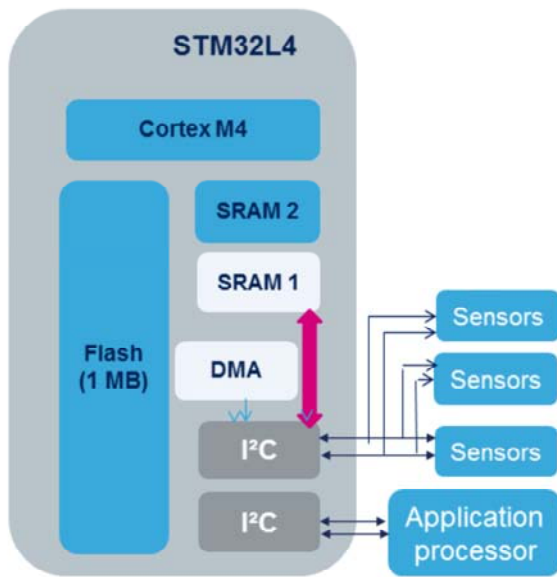 STM32L4
Cortex M4
SRAM 2
SRAM 1
Flash
(1 MB)
DMA
I²C
I²C
Sensors
Sensors
Sensors
Application
processor